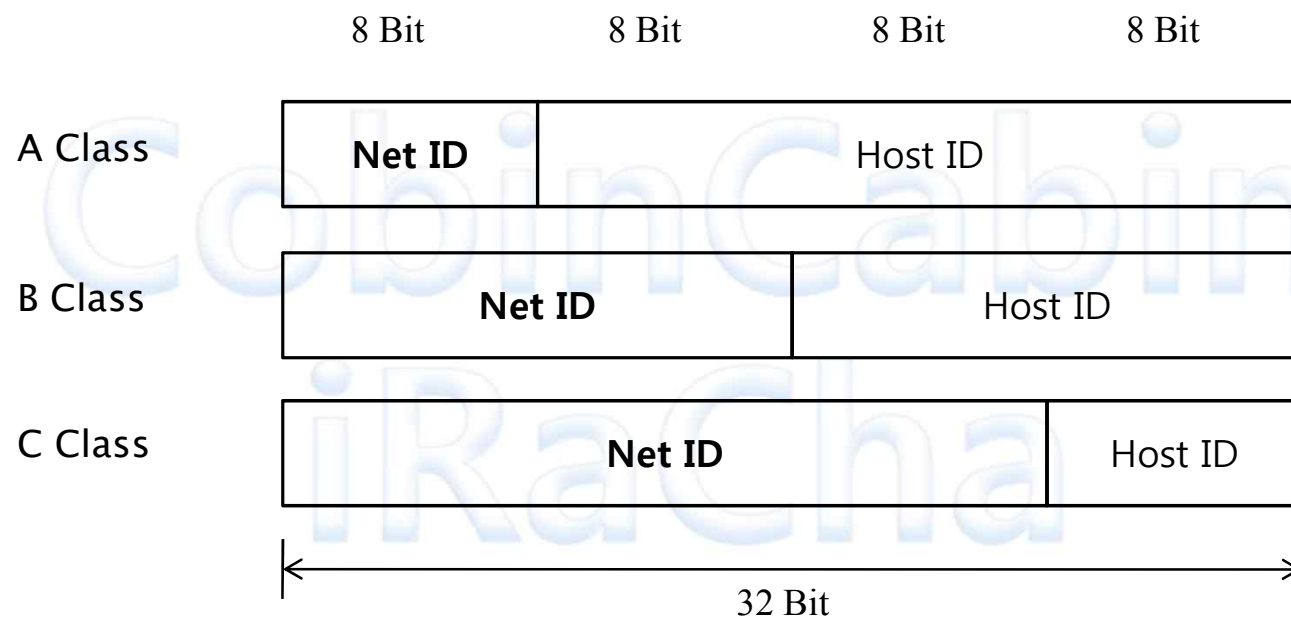 8 Bit 8 Bit 8 Bit 8 Bit
A Class Net ID Host ID
B Class Net ID Host ID
C Class Net ID Host ID
32 Bit
CobinCabin
iRaCha